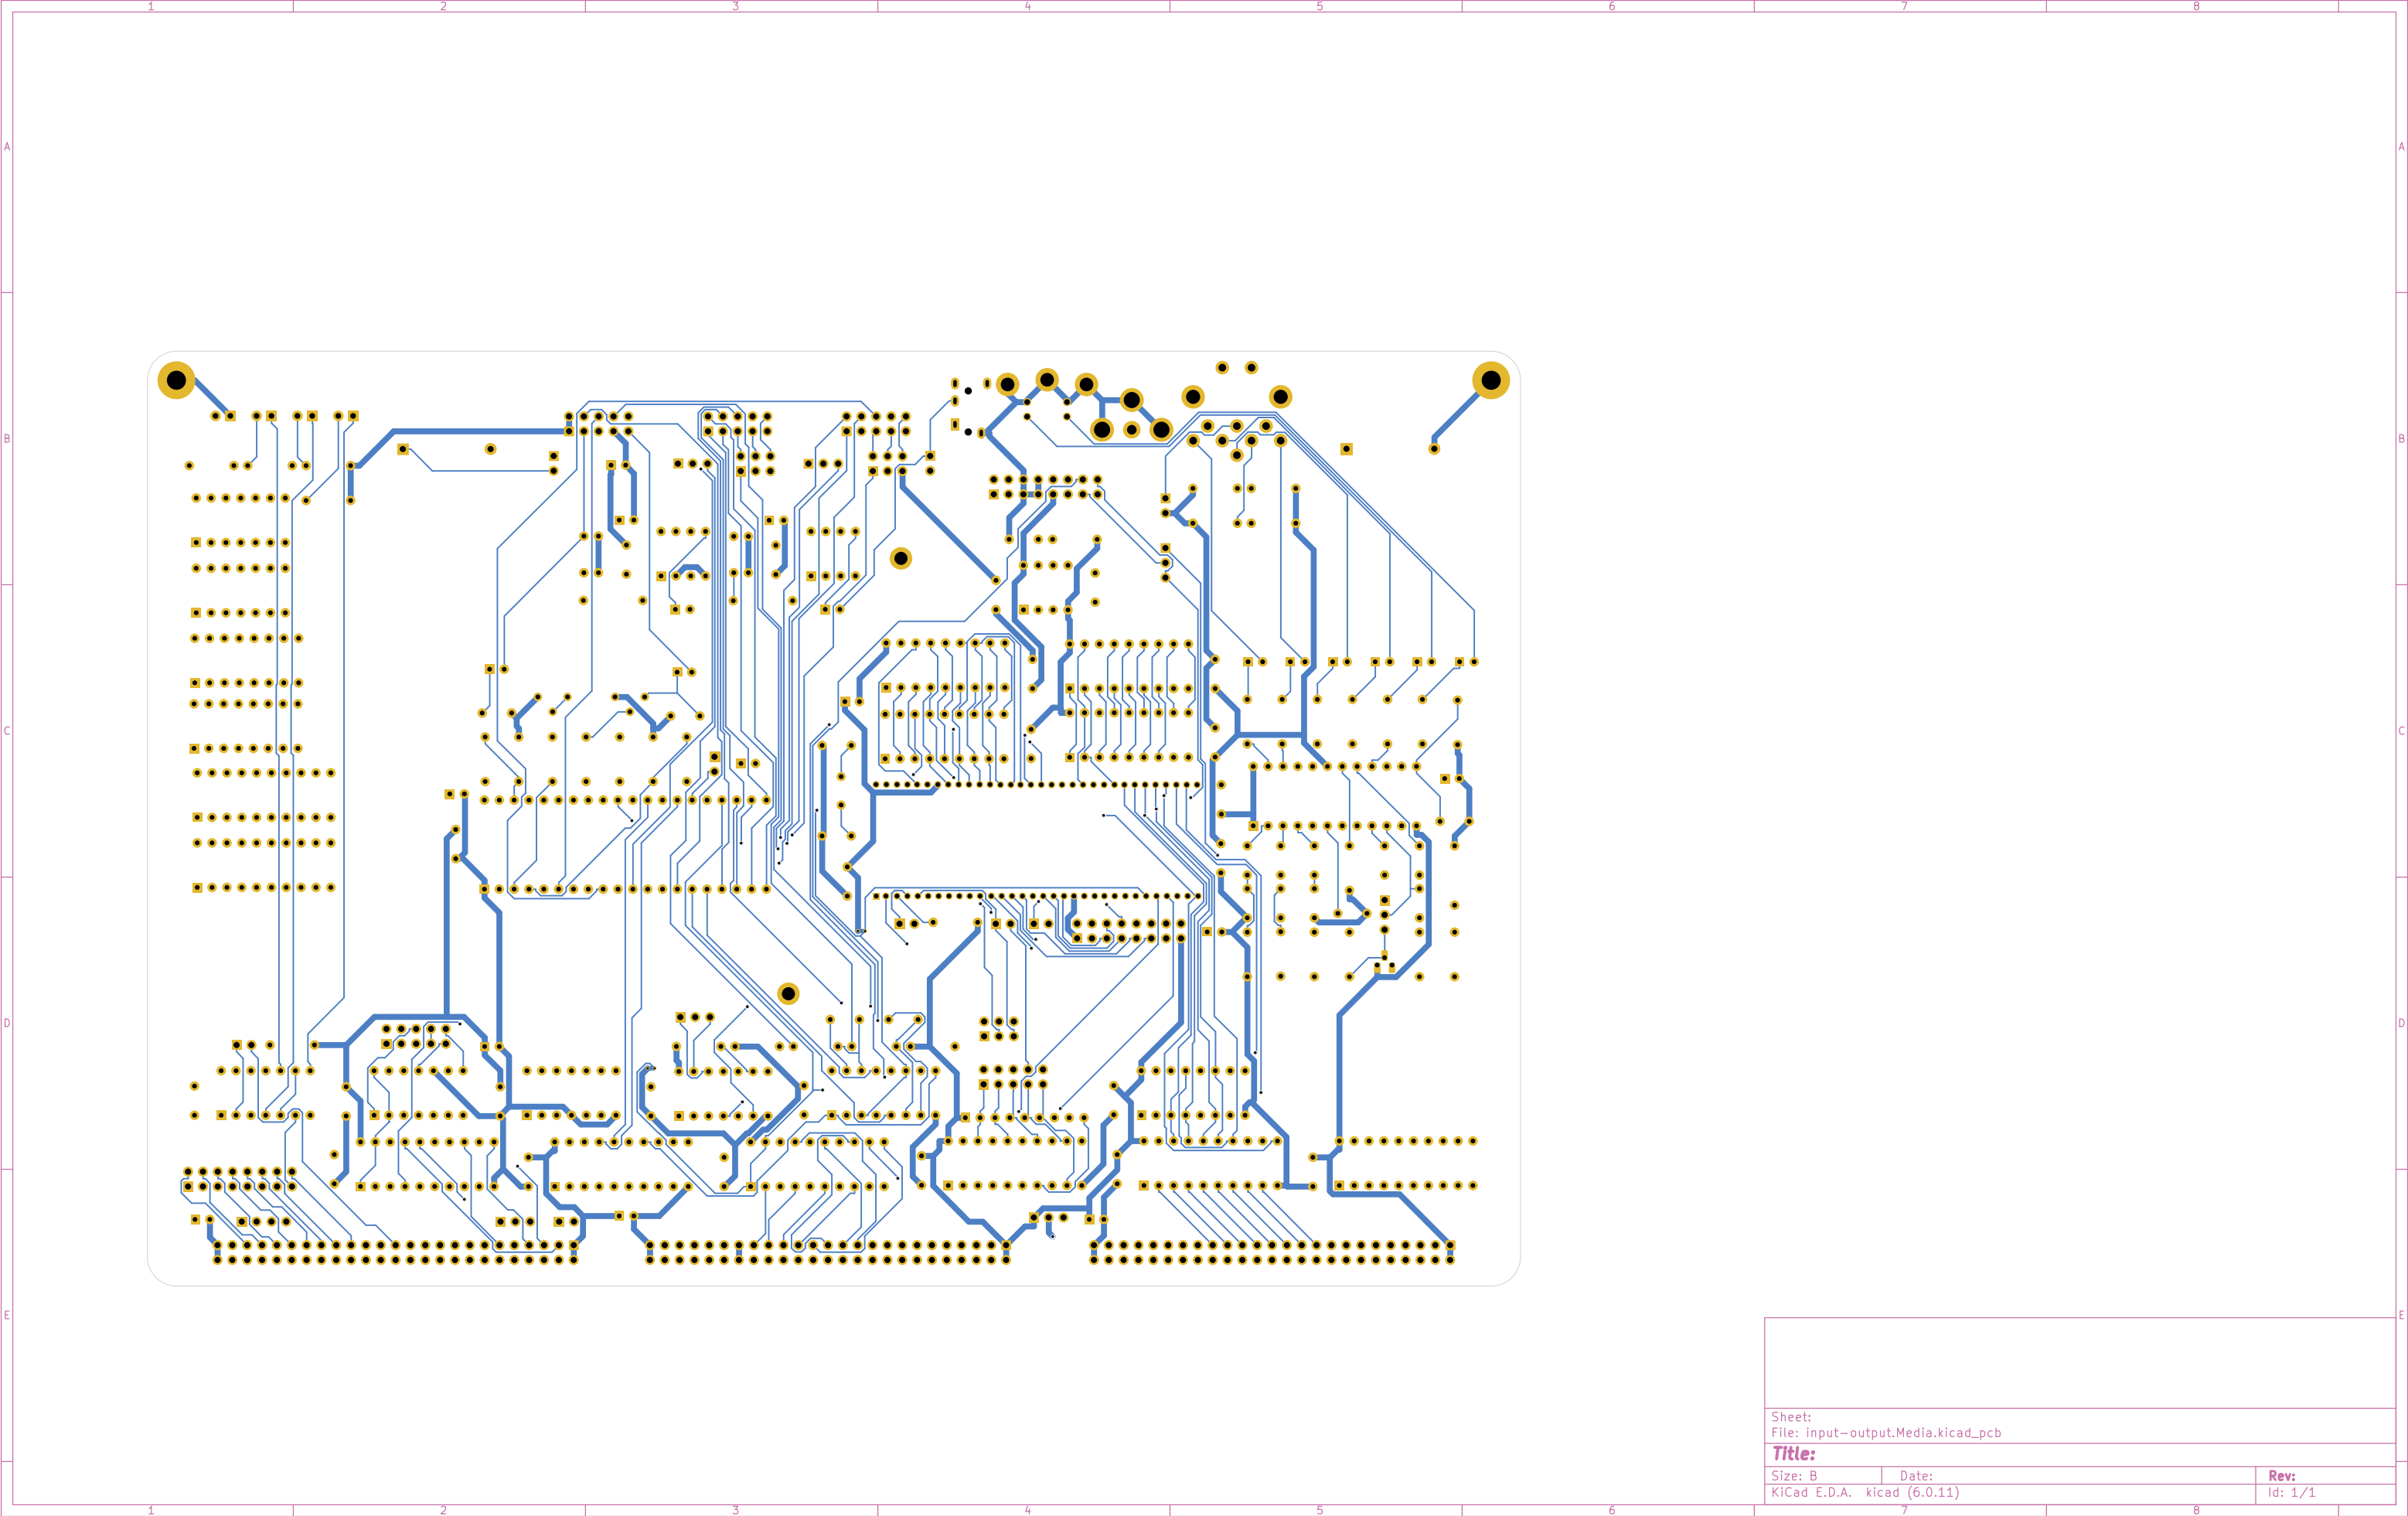 1 2 3 4 5 6 7 8
A A
B B
C C
D D
E E
Sheet:
File: input-output.Media.kicad_pcb
Title:
Size: B Date: Rev:
KiCad E.D.A. kicad (6.0.11) Id: 1/1
1 2 3 4 5 6 7 8